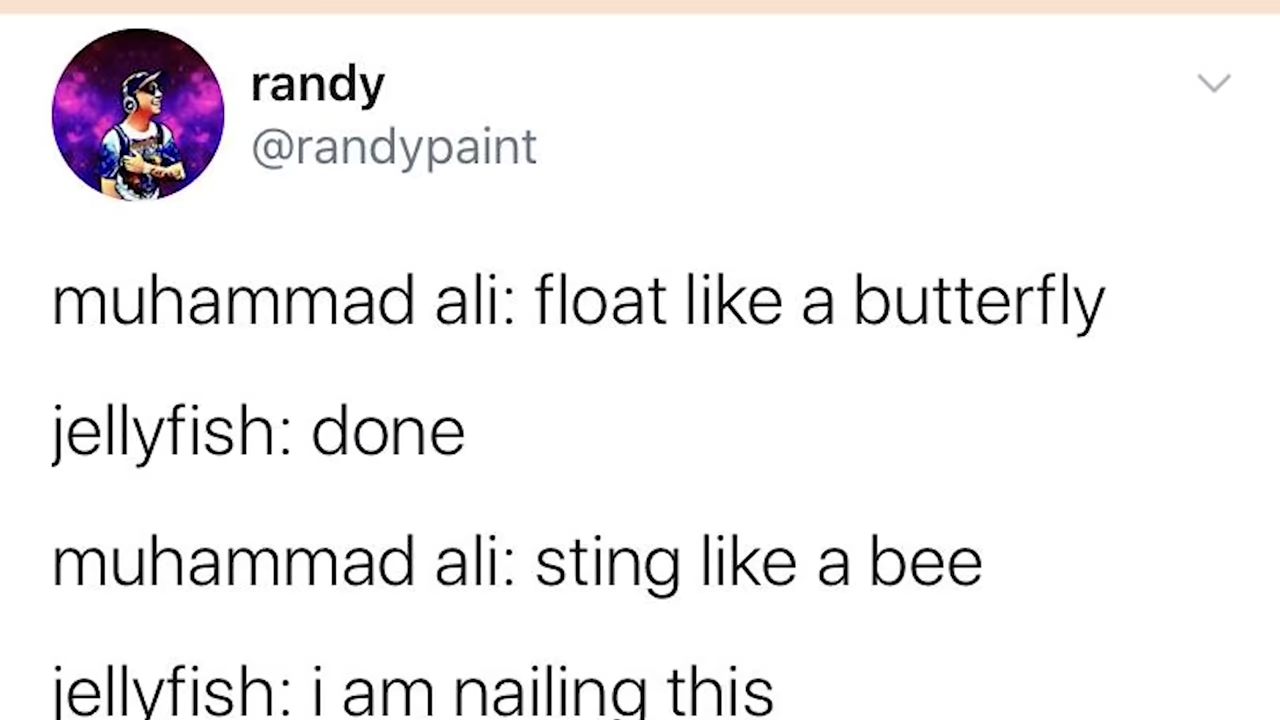 randy
@randypaint
muhammad ali: float like a butterfly
jellyfish: done
muhammad ali: sting like a bee
jellyfish: i am nailing this